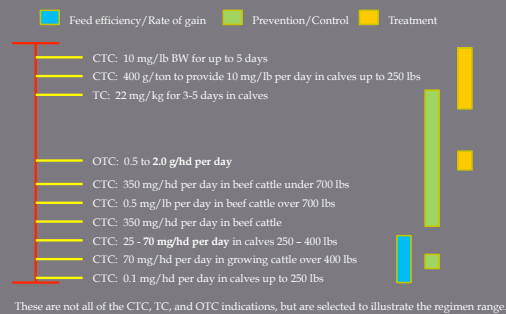 Feed efficiency/Rate of gain Prevention/Control Treatment
CTC: 10 mg/lb BW for up to 5 days
CTC: 400 g/ton to provide 10 mg/lb per day in calves up to 250 lbs
TC: 22 mg/kg for 3-5 days in calves
OTC: 0.5 to 2.0 g/hd per day
CTC: 350 mg/hd per day in beef cattle under 700 lbs
CTC: 0.5 mg/lb per day in beef cattle over 700 lbs
CTC: 350 mg/hd per day in beef cattle
CTC: 25 - 70 mg/hd per day in calves 250 – 400 lbs
CTC: 70 mg/hd per day in growing cattle over 400 lbs
CTC: 0.1 mg/hd per day in calves up to 250 lbs
These are not all of the CTC, TC, and OTC indications, but are selected to illustrate the regimen range.